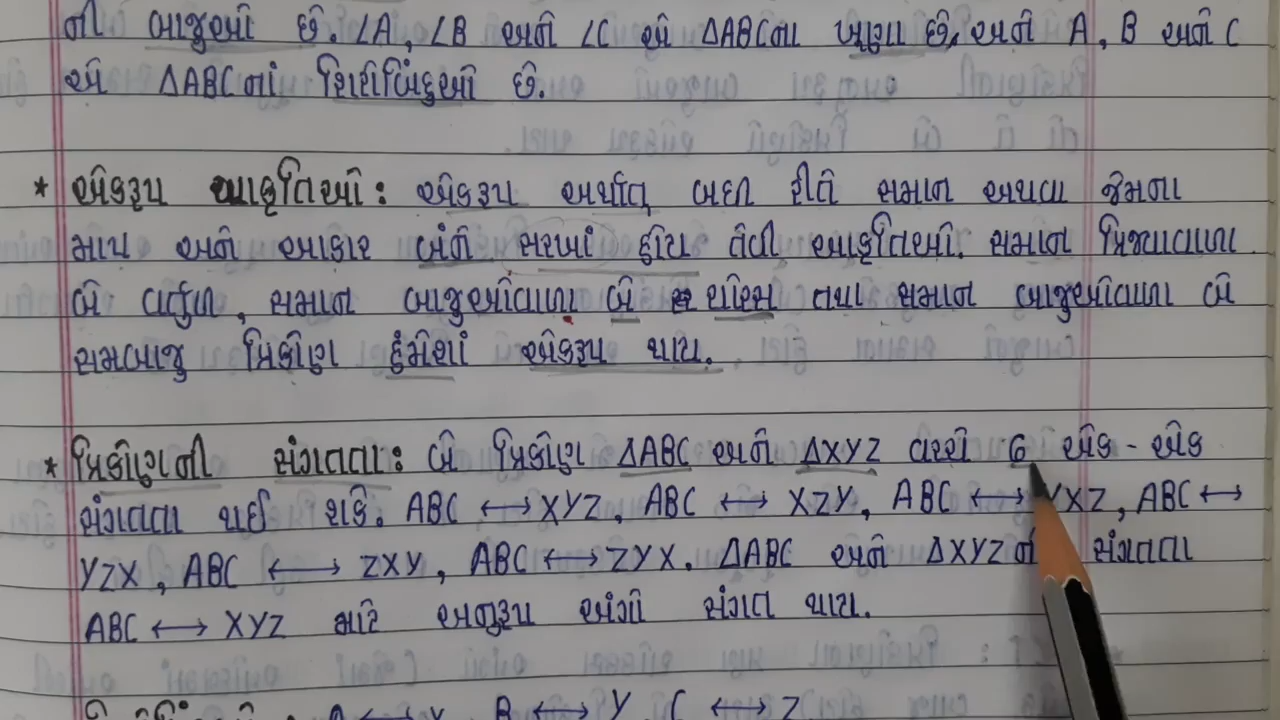 ની બાજુઓ છે. ∠A, ∠B અને ∠C એ ΔABCના ખૂણા છે. અને A, B અને C
એ ΔABCનાં શિરોબિંદુઓ છે.
* એકરૂપ આકૃતિઓ: એકરૂપ અર્થાત્ બધી રીતે સમાન અથવા જેમના
માપ અને આકાર બંને સરખાં હોય તેવી આકૃતિઓ. સમાન ત્રિજ્યાવાળા
બે વર્તુળ, સમાન બાજુઓવાળા બે ચોરસ તથા સમાન બાજુઓવાળા બે
સમબાજુ ત્રિકોણ હંમેશાં એકરૂપ થાય.
* ત્રિકોણની સંગતતા: બે ત્રિકોણ ΔABC અને ΔXYZ વચ્ચે 6 એક-એક
સંગતતા થઈ શકે. ABC ↔ XYZ, ABC ↔ XZY, ABC ↔ YXZ, ABC ↔
YZX, ABC ↔ ZXY, ABC ↔ ZYX. ΔABC અને ΔXYZની સંગતતા
ABC ↔ XYZ માટે અનુરૂપ અંગો સંગત થાય.
B ↔ Y, C ↔ Z